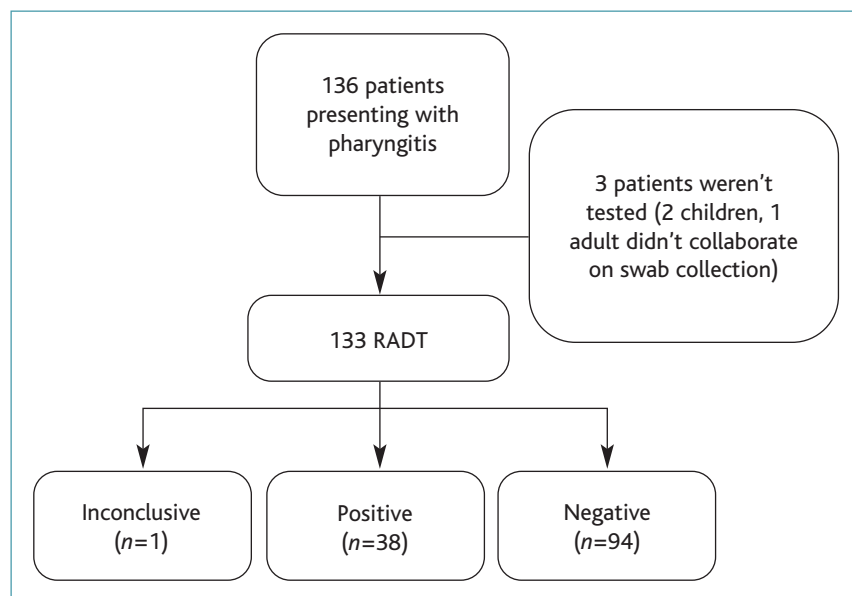 136 patients
presenting with
pharyngitis
3 patients weren’t
tested (2 children, 1
adult didn’t collaborate
on swab collection)
133 RADT
Inconclusive
(n=1)
Positive
(n=38)
Negative
(n=94)